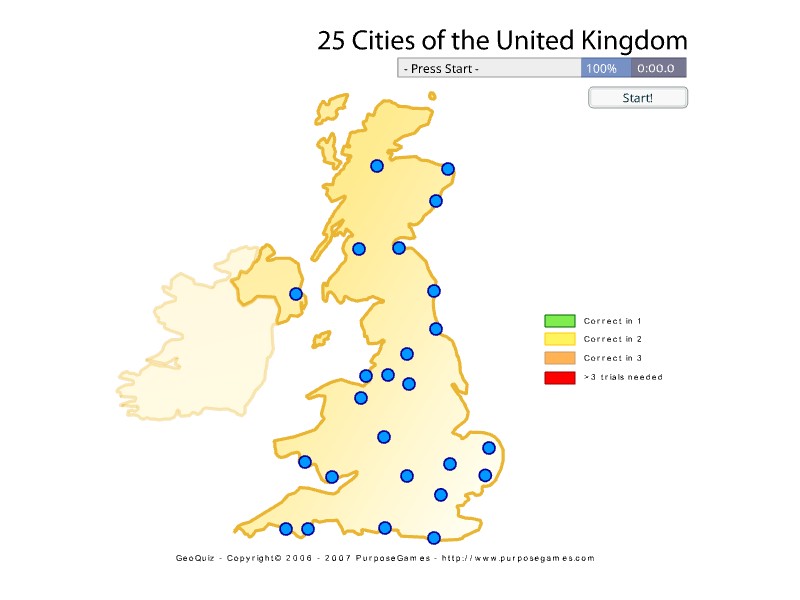 25 Cities of the United Kingdom
- Press Start - 100% 0:00.0
Start!
Correct in 1
Correct in 2
Correct in 3
>3 trials needed
GeoQuiz - Copyright© 2006 - 2007 PurposeGames - http://www.purposegames.com